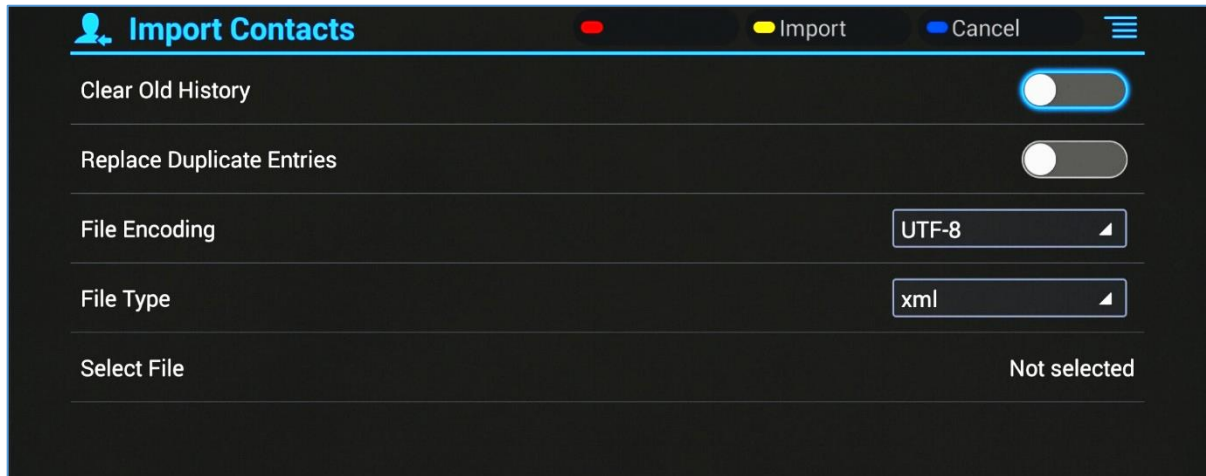 Import Contacts
Import
Cancel
Clear Old History
Replace Duplicate Entries
File Encoding
UTF-8
File Type
xml
Select File
Not selected